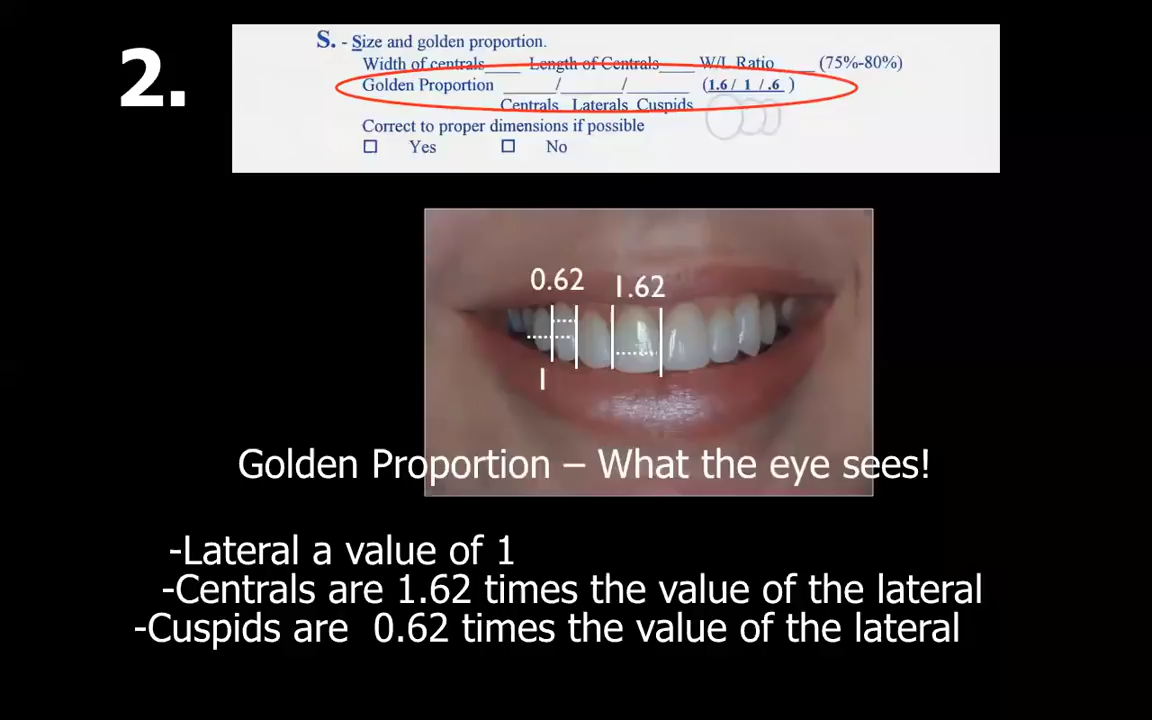 2.
S. - Size and golden proportion.
Width of centrals____ Length of Centrals____ W/L Ratio ____ (75%-80%)
Golden Proportion ______/______/______ (1.6 / 1 / .6 )
Centrals Laterals Cuspids
Correct to proper dimensions if possible
☐ Yes ☐ No
0.62 1.62
1
Golden Proportion – What the eye sees!
-Lateral a value of 1
-Centrals are 1.62 times the value of the lateral
-Cuspids are 0.62 times the value of the lateral